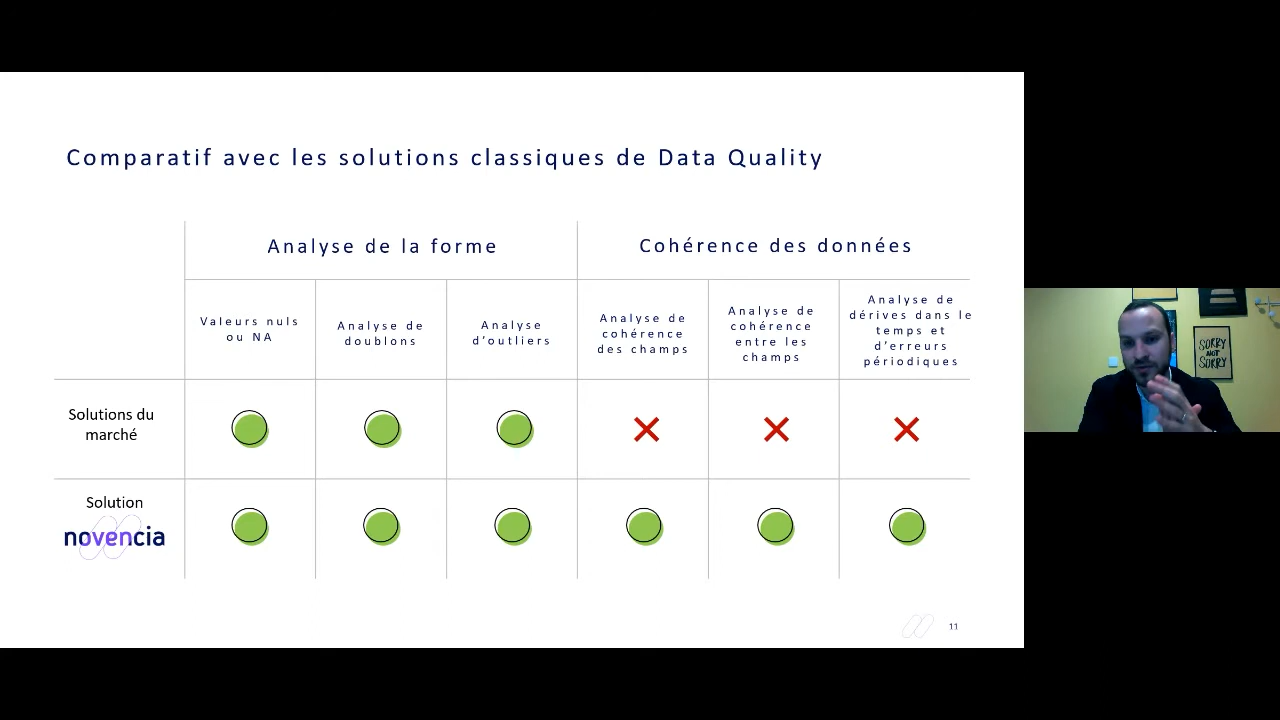 Comparatif avec les solutions classiques de Data Quality
Analyse de la forme
Cohérence des données
Valeurs nuls
ou NA
Analyse de
doublons
Analyse
d'outliers
Analyse de
cohérence
des champs
Analyse de
cohérence
entre les
champs
Analyse de
dérives dans le
temps et
d'erreurs
périodiques
Solutions du
marché
Solution
novencia
11
SORRY
NOT
SORRY